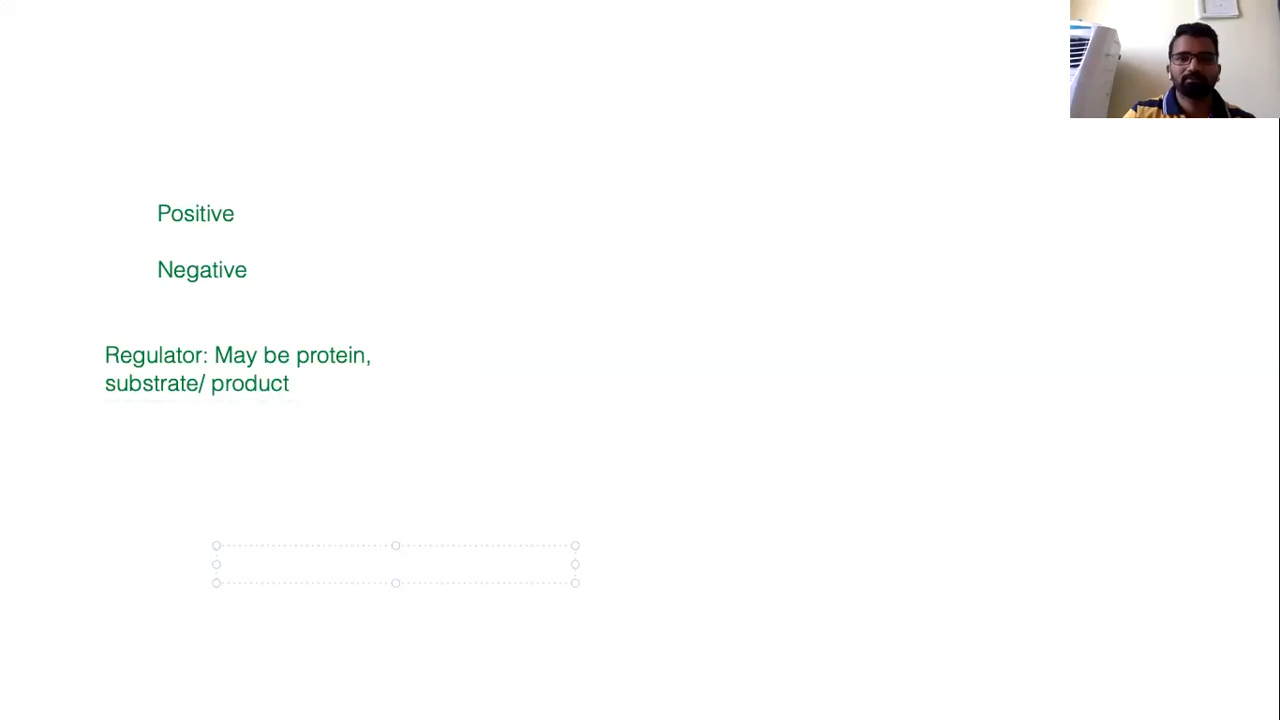 Positive
Negative
Regulator: May be protein,
substrate/ product